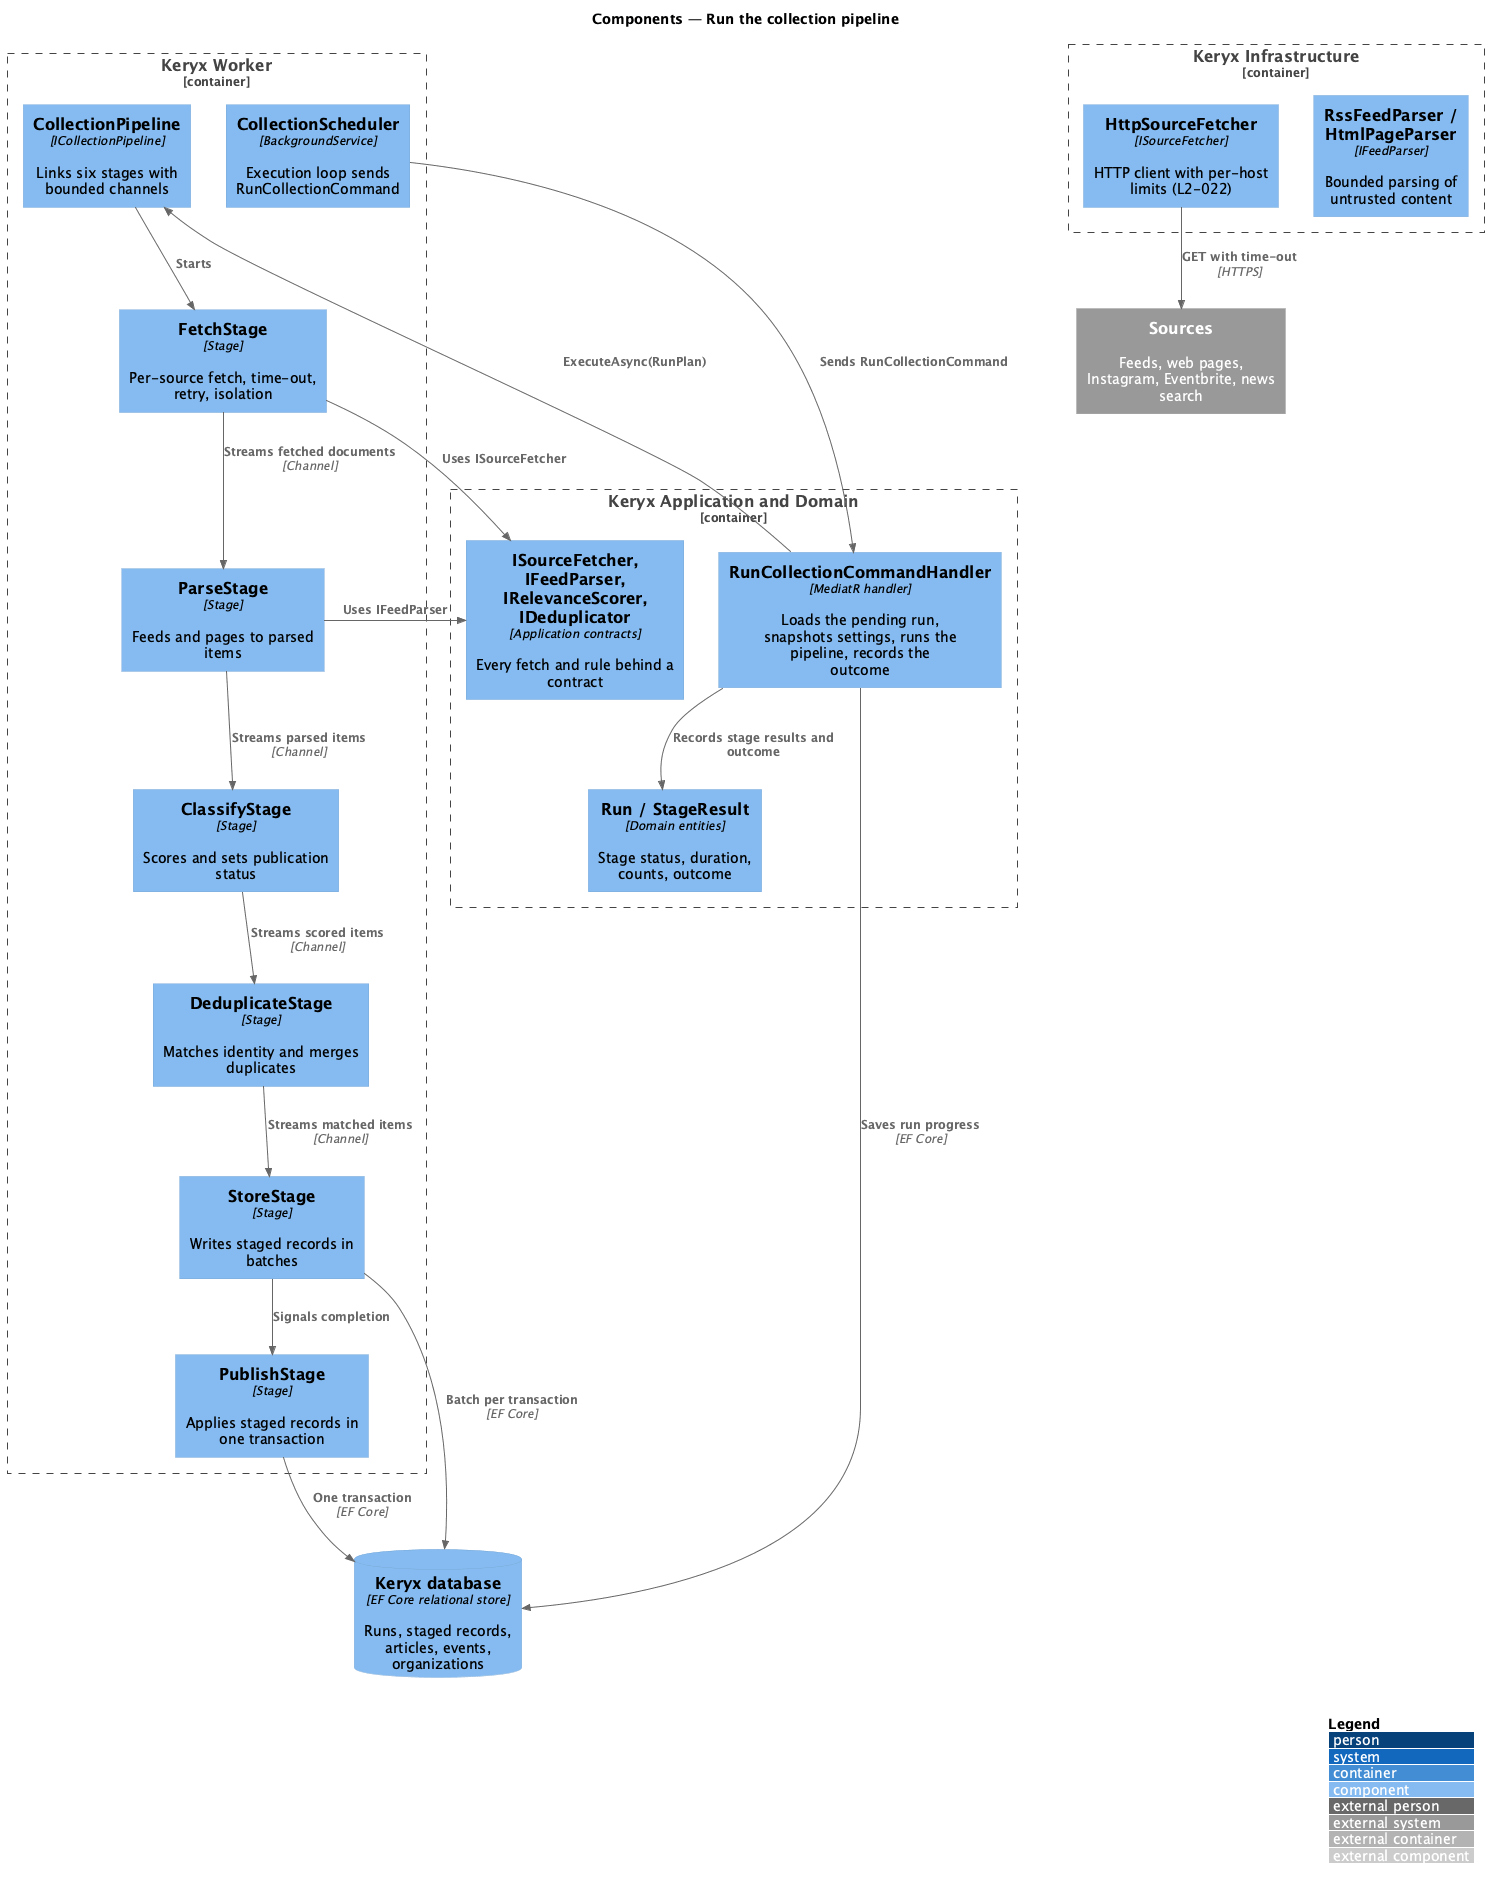 Components — Run the collection pipeline
Keryx Worker
[container]
CollectionPipeline
[ICollectionPipeline]
Links six stages with
bounded channels
CollectionScheduler
[BackgroundService]
Execution loop sends
RunCollectionCommand
Keryx Infrastructure
[container]
HttpSourceFetcher
[ISourceFetcher]
HTTP client with per-host
limits (L2-022)
RssFeedParser /
HtmlPageParser
[IFeedParser]
Bounded parsing of
untrusted content
Starts
GET with time-out
[HTTPS]
FetchStage
[Stage]
Per-source fetch, time-out,
retry, isolation
ExecuteAsync(RunPlan)
Sends RunCollectionCommand
Sources
Feeds, web pages,
Instagram, Eventbrite, news
search
Streams fetched documents
[Channel]
Uses ISourceFetcher
Keryx Application and Domain
[container]
ParseStage
[Stage]
Feeds and pages to parsed
items
Uses IFeedParser
ISourceFetcher,
IFeedParser,
IRelevanceScorer,
IDeduplicator
[Application contracts]
Every fetch and rule behind a
contract
RunCollectionCommandHandler
[MediatR handler]
Loads the pending run,
snapshots settings, runs the
pipeline, records the
outcome
Streams parsed items
[Channel]
Records stage results and
outcome
ClassifyStage
[Stage]
Scores and sets publication
status
Run / StageResult
[Domain entities]
Stage status, duration,
counts, outcome
Streams scored items
[Channel]
DeduplicateStage
[Stage]
Matches identity and merges
duplicates
Streams matched items
[Channel]
Saves run progress
[EF Core]
StoreStage
[Stage]
Writes staged records in
batches
Signals completion
PublishStage
[Stage]
Applies staged records in
one transaction
Batch per transaction
[EF Core]
One transaction
[EF Core]
Keryx database
[EF Core relational store]
Runs, staged records,
articles, events,
organizations
Legend
person
system
container
component
external person
external system
external container
external component